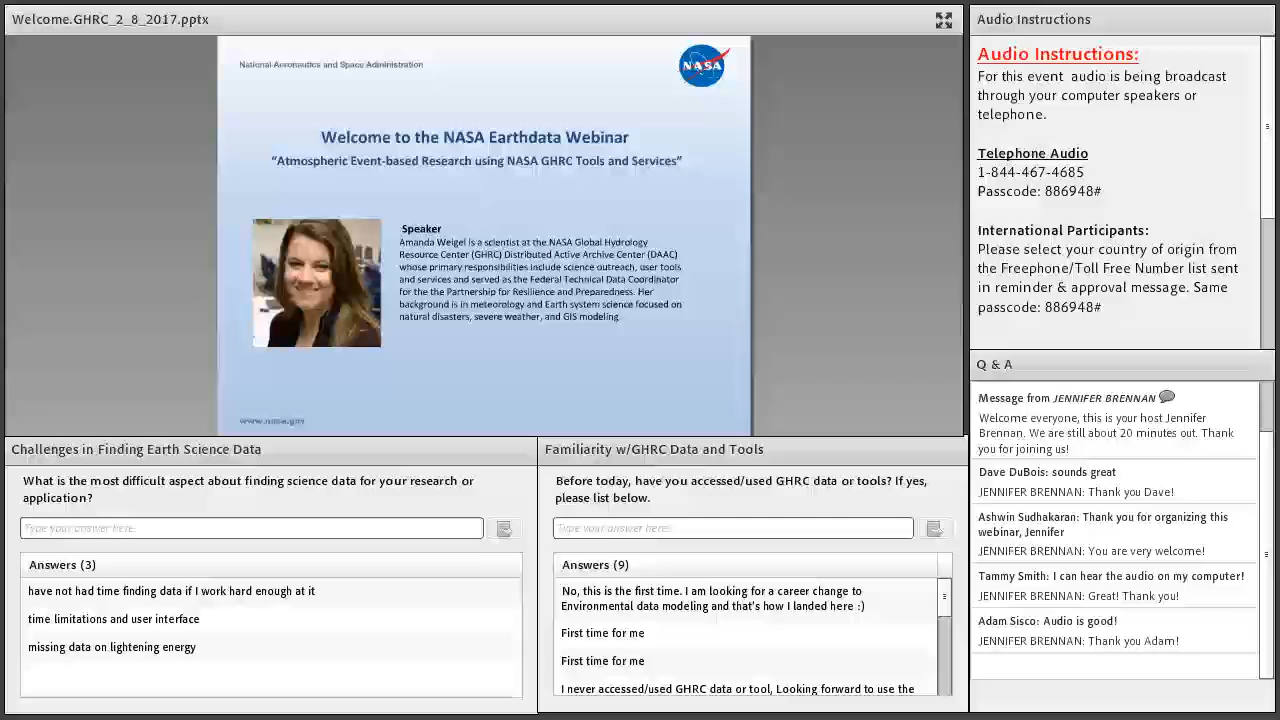 Welcome.GHRC_2_8_2017.pptx
National Aeronautics and Space Administration
NASA
Welcome to the NASA Earthdata Webinar
“Atmospheric Event-based Research using NASA GHRC Tools and Services”
Speaker
Amanda Weigel is a scientist at the NASA Global Hydrology
Resource Center (GHRC) Distributed Active Archive Center (DAAC)
whose primary responsibilities include science outreach, user tools
and services and served as the Federal Technical Data Coordinator
for the the Partnership for Resilience and Preparedness. Her
background is in meteorology and Earth system science focused on
natural disasters, severe weather, and GIS modeling.
www.nasa.gov
Audio Instructions
Audio Instructions:
For this event audio is being broadcast
through your computer speakers or
telephone.
Telephone Audio
1-844-467-4685
Passcode: 886948#
International Participants:
Please select your country of origin from
the Freephone/Toll Free Number list sent
in reminder & approval message. Same
passcode: 886948#
Challenges in Finding Earth Science Data
What is the most difficult aspect about finding science data for your research or
application?
Type your answer here.
Answers (3)
have not had time finding data if I work hard enough at it
time limitations and user interface
missing data on lightening energy
Familiarity w/GHRC Data and Tools
Before today, have you accessed/used GHRC data or tools? If yes,
please list below.
Type your answer here.
Answers (9)
No, this is the first time. I am looking for a career change to
Environmental data modeling and that's how I landed here :)
First time for me
First time for me
I never accessed/used GHRC data or tool, Looking forward to use the
Q & A
Message from JENNIFER BRENNAN
Welcome everyone, this is your host Jennifer
Brennan. We are still about 20 minutes out. Thank
you for joining us!
Dave DuBois: sounds great
JENNIFER BRENNAN: Thank you Dave!
Ashwin Sudhakaran: Thank you for organizing this
webinar, Jennifer
JENNIFER BRENNAN: You are very welcome!
Tammy Smith: I can hear the audio on my computer!
JENNIFER BRENNAN: Great! Thank you!
Adam Sisco: Audio is good!
JENNIFER BRENNAN: Thank you Adam!